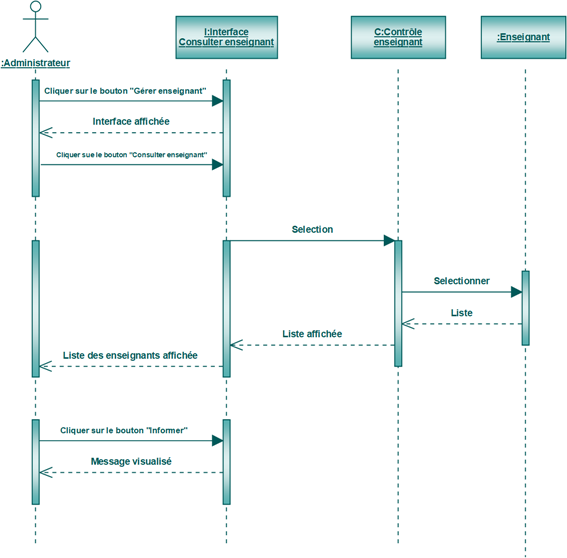 I:Interface
Consulter enseignant
C:Contrôle
enseignant
:Enseignant
:Administrateur
Cliquer sur le bouton "Gérer enseignant"
Interface affichée
Cliquer sue le bouton "Consulter enseignant"
Selection
Selectionner
Liste
Liste affichée
Liste des enseignants affichée
Cliquer sur le bouton "Informer"
Message visualisé